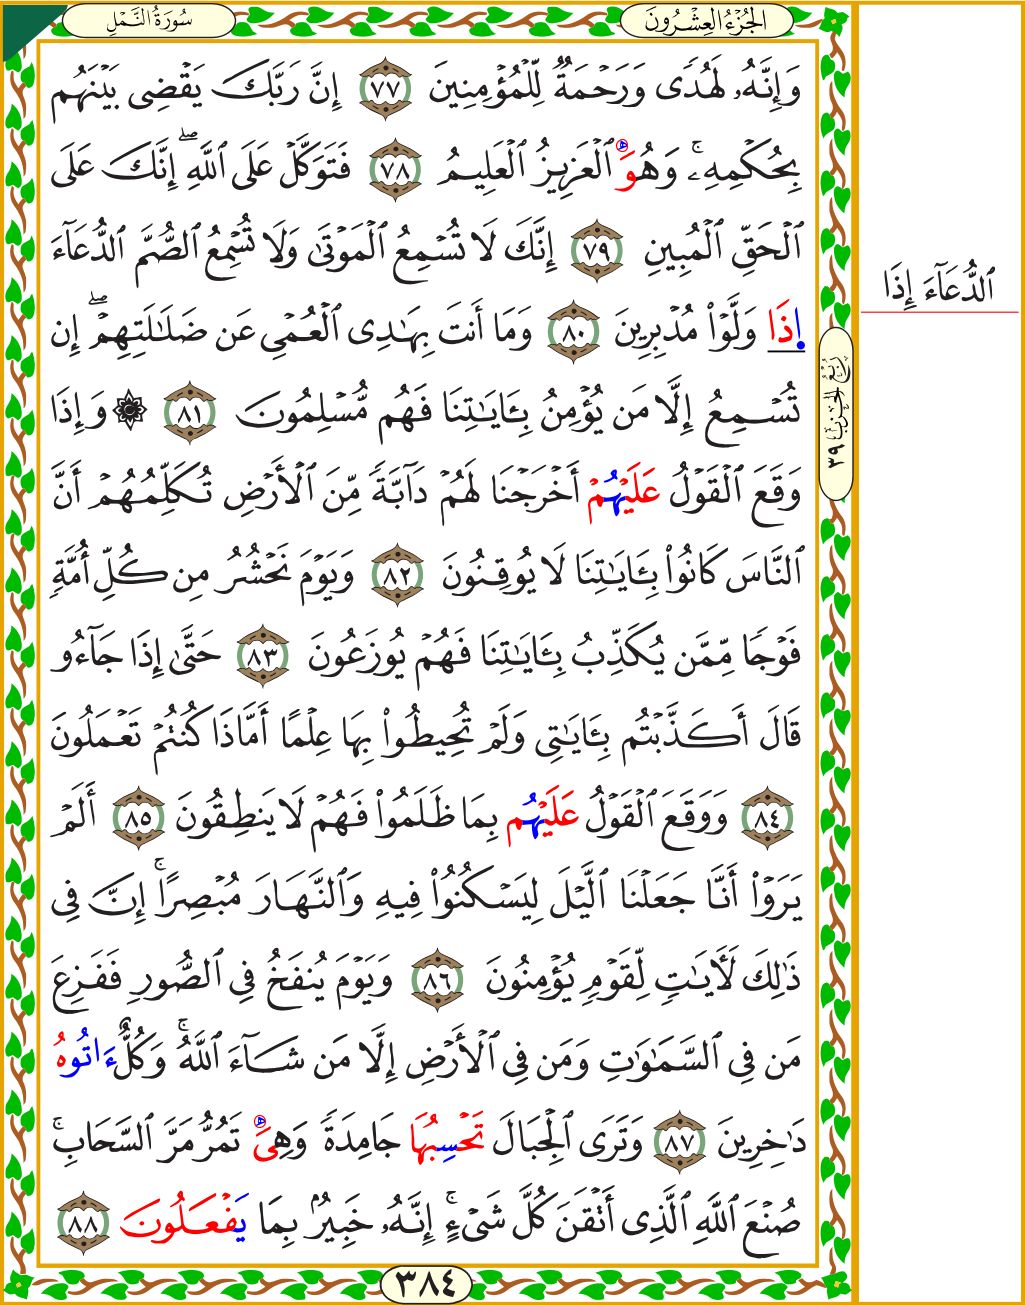 سُورَةُ النَّمْلِ
الجُزْءُ العِشْرُونَ
وَإِنَّهُۥ لَهُدٗى وَرَحۡمَةٞ لِّلۡمُؤۡمِنِينَ ٧٧ إِنَّ رَبَّكَ يَقۡضِي بَيۡنَهُم
بِحُكۡمِهِۦۚ وَهُوَ ٱلۡعَزِيزُ ٱلۡعَلِيمُ ٧٨ فَتَوَكَّلۡ عَلَى ٱللَّهِۖ إِنَّكَ عَلَى
ٱلۡحَقِّ ٱلۡمُبِينِ ٧٩ إِنَّكَ لَا تُسۡمِعُ ٱلۡمَوۡتَىٰ وَلَا تُسۡمِعُ ٱلصُّمَّ ٱلدُّعَآءَ
إِذَا وَلَّوۡاْ مُدۡبِرِينَ ٨٠ وَمَآ أَنتَ بِهَٰدِي ٱلۡعُمۡيِ عَن ضَلَٰلَتِهِمۡۖ إِن
تُسۡمِعُ إِلَّا مَن يُؤۡمِنُ بِـَٔايَٰتِنَا فَهُم مُّسۡلِمُونَ ٨١ ۞ وَإِذَا
وَقَعَ ٱلۡقَوۡلُ عَلَيۡهُمۡ أَخۡرَجۡنَا لَهُمۡ دَآبَّةٗ مِّنَ ٱلۡأَرۡضِ تُكَلِّمُهُمۡ أَنَّ
ٱلنَّاسَ كَانُواْ بِـَٔايَٰتِنَا لَا يُوقِنُونَ ٨٢ وَيَوۡمَ نَحۡشُرُ مِن كُلِّ أُمَّةٖ
فَوۡجٗا مِّمَّن يُكَذِّبُ بِـَٔايَٰتِنَا فَهُمۡ يُوزَعُونَ ٨٣ حَتَّىٰٓ إِذَا جَآءُو
قَالَ أَكَذَّبۡتُم بِـَٔايَٰتِي وَلَمۡ تُحِيطُواْ بِهَا عِلۡمًا أَمَّاذَا كُنتُمۡ تَعۡمَلُونَ
٨٤ وَوَقَعَ ٱلۡقَوۡلُ عَلَيۡهُم بِمَا ظَلَمُواْ فَهُمۡ لَا يَنطِقُونَ ٨٥ أَلَمۡ
يَرَوۡاْ أَنَّا جَعَلۡنَا ٱلَّيۡلَ لِيَسۡكُنُواْ فِيهِ وَٱلنَّهَارَ مُبۡصِرًاۚ إِنَّ فِي
ذَٰلِكَ لَأٓيَٰتٖ لِّقَوۡمٖ يُؤۡمِنُونَ ٨٦ وَيَوۡمَ يُنفَخُ فِي ٱلصُّورِ فَفَزِعَ
مَن فِي ٱلسَّمَٰوَٰتِ وَمَن فِي ٱلۡأَرۡضِ إِلَّا مَن شَآءَ ٱللَّهُۚ وَكُلٌّ ءَاتُوهُ
دَٰخِرِينَ ٨٧ وَتَرَى ٱلۡجِبَالَ تَحۡسِبُهَا جَامِدَةٗ وَهِيَ تَمُرُّ مَرَّ ٱلسَّحَابِۚ
صُنۡعَ ٱللَّهِ ٱلَّذِيٓ أَتۡقَنَ كُلَّ شَيۡءٍۚ إِنَّهُۥ خَبِيرُۢ بِمَا يَفۡعَلُونَ ٨٨
ٱلدُّعَآءَ إِذَا
رُبْعُ الحِزْبِ ٣٩
٣٨٤